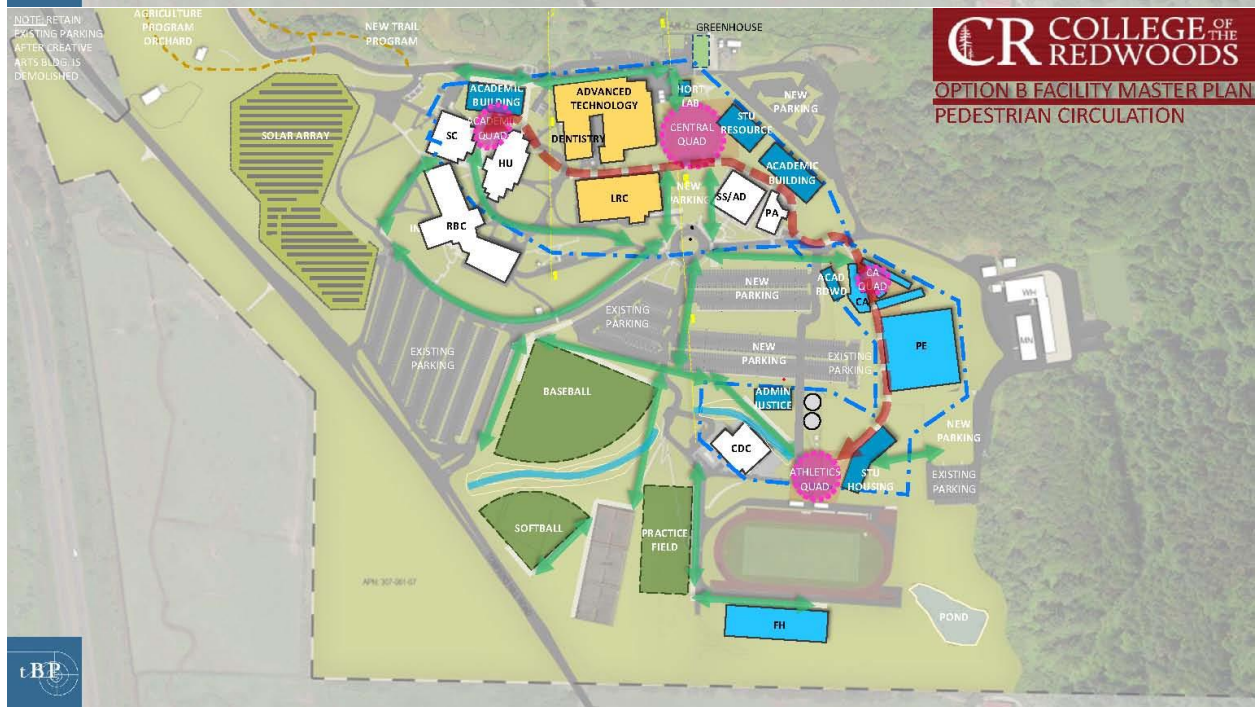 NOTE: RETAIN
EXISTING PARKING
AFTER CREATIVE
ARTS BLDG. IS
DEMOLISHED
AGRICULTURE
PROGRAM
ORCHARD
NEW TRAIL
PROGRAM
GREENHOUSE
CR COLLEGE OF THE
REDWOODS
OPTION B FACILITY MASTER PLAN
PEDESTRIAN CIRCULATION
SOLAR ARRAY
ACADEMIC
BUILDING
ACADEMIC
QUAD
SC
HU
ADVANCED
TECHNOLOGY
DENTISTRY
HORT
LAB
CENTRAL
QUAD
STU
RESOURCE
NEW
PARKING
ACADEMIC
BUILDING
LRC
NEW
PARKING
SS/AD
PA
RBC
NEW
PARKING
ACAD
BDWD
CA
QUAD
CA
WH
MN
EXISTING
PARKING
EXISTING
PARKING
NEW
PARKING
EXISTING
PARKING
PE
BASEBALL
ADMIN
JUSTICE
CDC
ATHLETICS
QUAD
STU
HOUSING
NEW
PARKING
EXISTING
PARKING
SOFTBALL
PRACTICE
FIELD
FH
POND
tBP